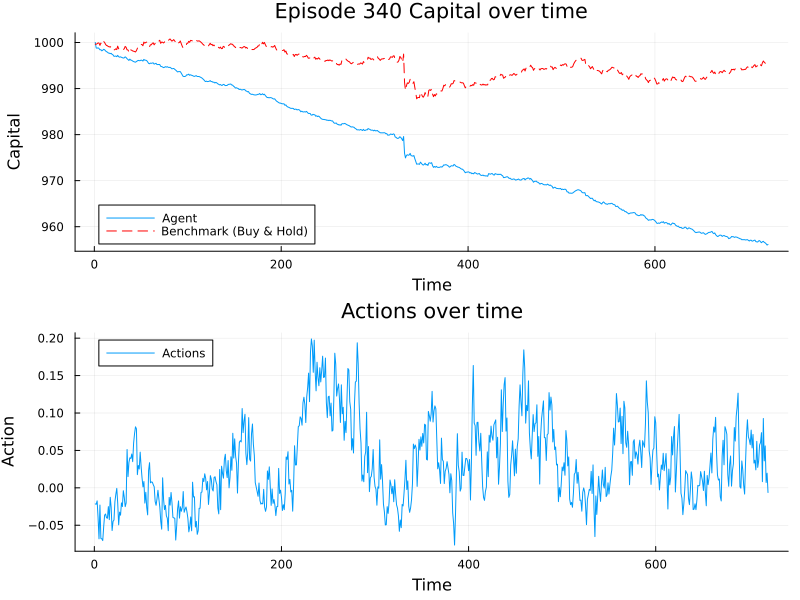 Episode 340 Capital over time
1000
990
980
970
960
Capital
Agent
Benchmark (Buy & Hold)
0 200 400 600
Time
Actions over time
0.20
0.15
0.10
0.05
0.00
−0.05
Action
Actions
0 200 400 600
Time